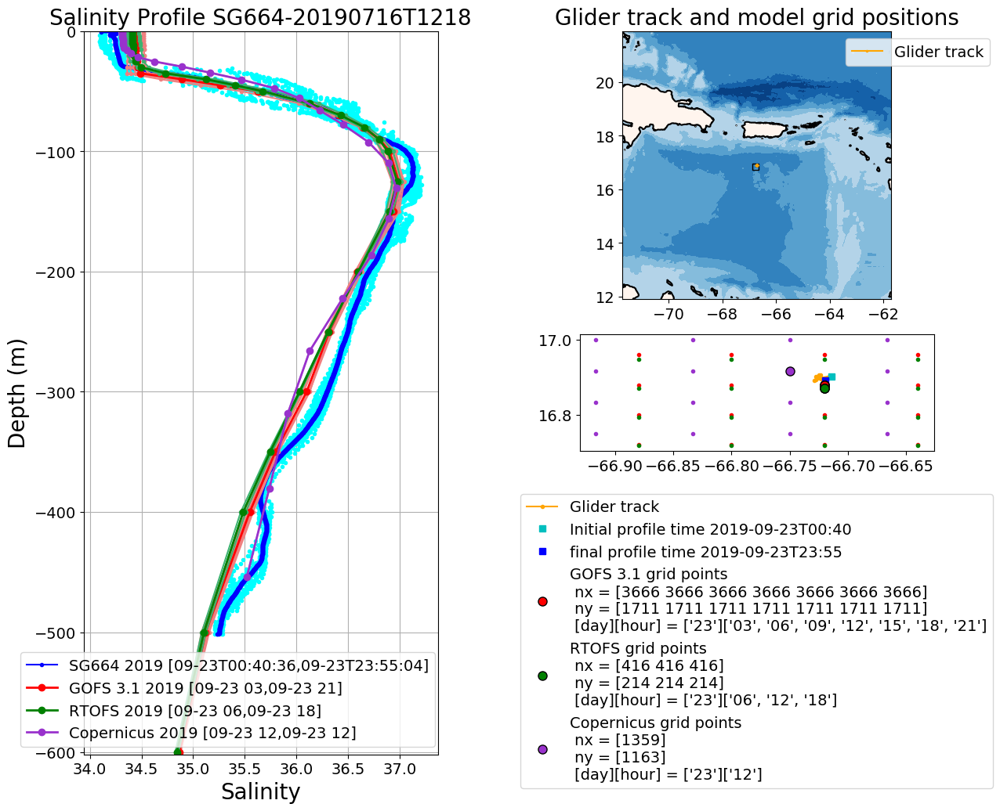 Salinity Profile SG664-20190716T1218
0
−100
−200
−300
−400
−500
−600
Depth (m)
34.0 34.5 35.0 35.5 36.0 36.5 37.0
Salinity
SG664 2019 [09-23T00:40:36,09-23T23:55:04]
GOFS 3.1 2019 [09-23 03,09-23 21]
RTOFS 2019 [09-23 06,09-23 18]
Copernicus 2019 [09-23 12,09-23 12]
Glider track and model grid positions
Glider track
20
18
16
14
12
−70 −68 −66 −64 −62
17.0
16.8
−66.90 −66.85 −66.80 −66.75 −66.70 −66.65
Glider track
Initial profile time 2019-09-23T00:40
final profile time 2019-09-23T23:55
GOFS 3.1 grid points
nx = [3666 3666 3666 3666 3666 3666 3666]
ny = [1711 1711 1711 1711 1711 1711 1711]
[day][hour] = ['23']['03', '06', '09', '12', '15', '18', '21']
RTOFS grid points
nx = [416 416 416]
ny = [214 214 214]
[day][hour] = ['23']['06', '12', '18']
Copernicus grid points
nx = [1359]
ny = [1163]
[day][hour] = ['23']['12']